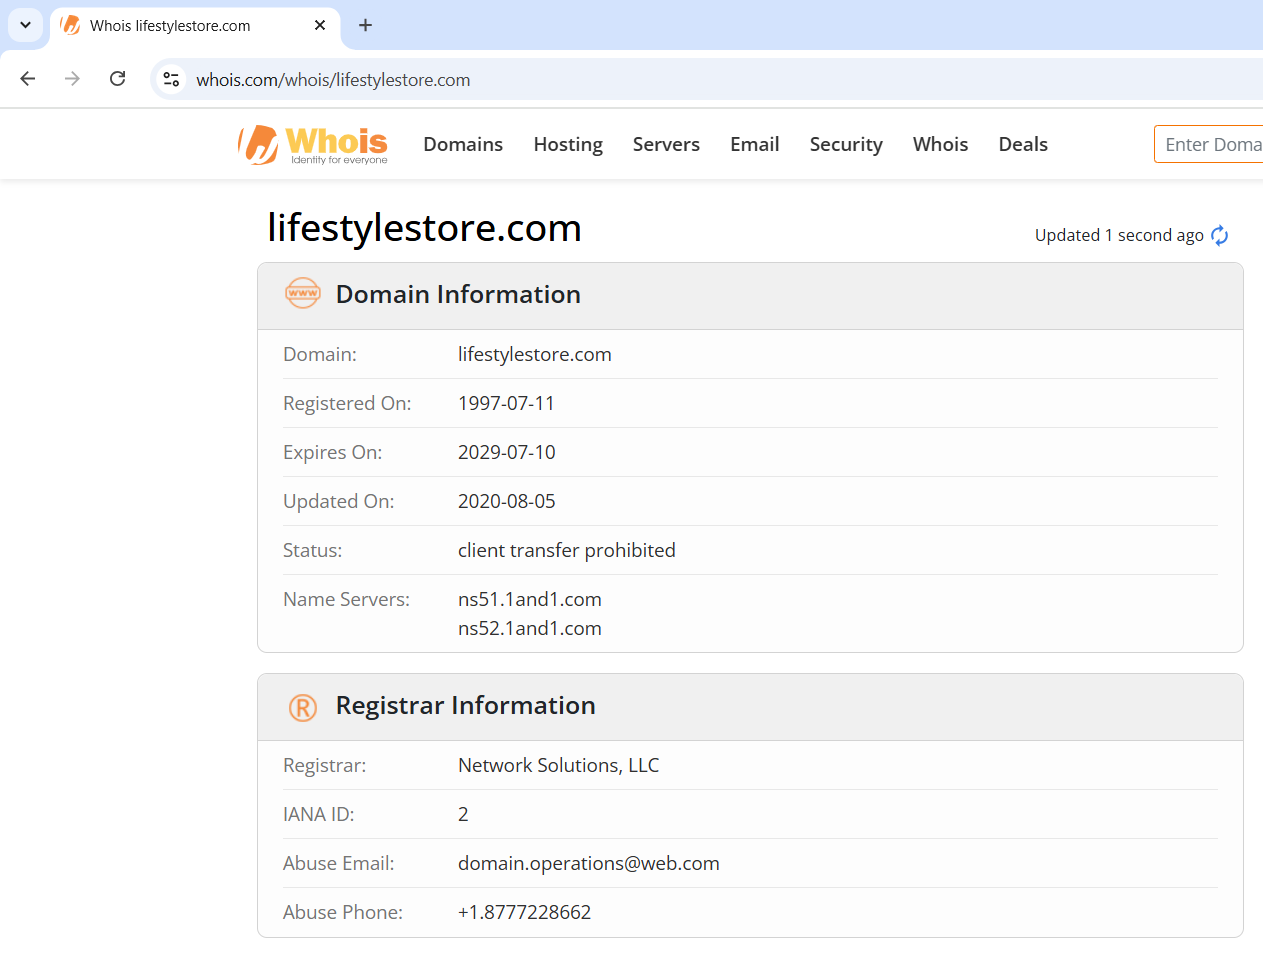 Whois lifestylestore.com
whois.com/whois/lifestylestore.com
Whois
Identity for everyone
Domains Hosting Servers Email Security Whois Deals Enter Doma
lifestylestore.com
Updated 1 second ago
www Domain Information
Domain: lifestylestore.com
Registered On: 1997-07-11
Expires On: 2029-07-10
Updated On: 2020-08-05
Status: client transfer prohibited
Name Servers: ns51.1and1.com
ns52.1and1.com
® Registrar Information
Registrar: Network Solutions, LLC
IANA ID: 2
Abuse Email: domain.operations@web.com
Abuse Phone: +1.8777228662